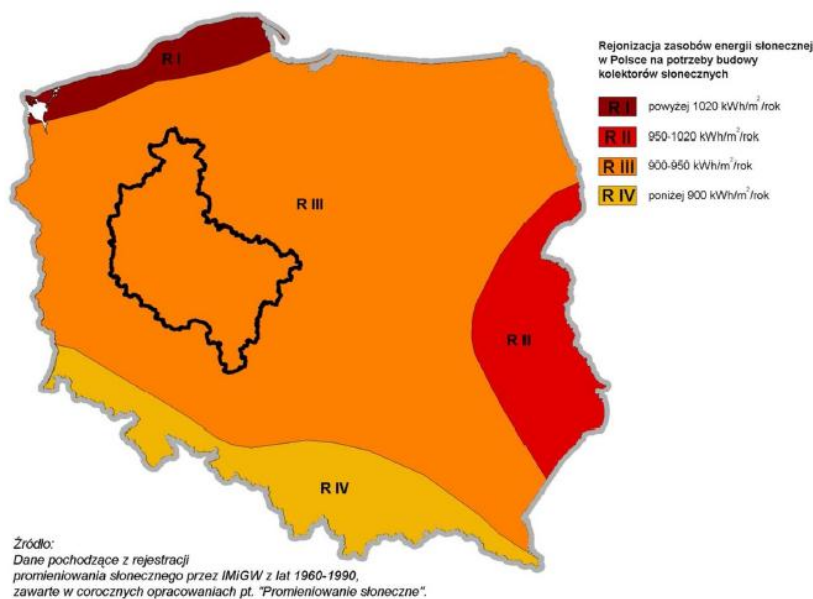 Rejonizacja zasobów energii słonecznej
w Polsce na potrzeby budowy
kolektorów słonecznych
R I powyżej 1020 kWh/m²/rok
R II 950-1020 kWh/m²/rok
R III 900-950 kWh/m²/rok
R IV poniżej 900 kWh/m²/rok
R I
R III
R II
R IV
Źródło:
Dane pochodzące z rejestracji
promieniowania słonecznego przez IMiGW z lat 1960-1990,
zawarte w corocznych opracowaniach pt. "Promieniowanie słoneczne".